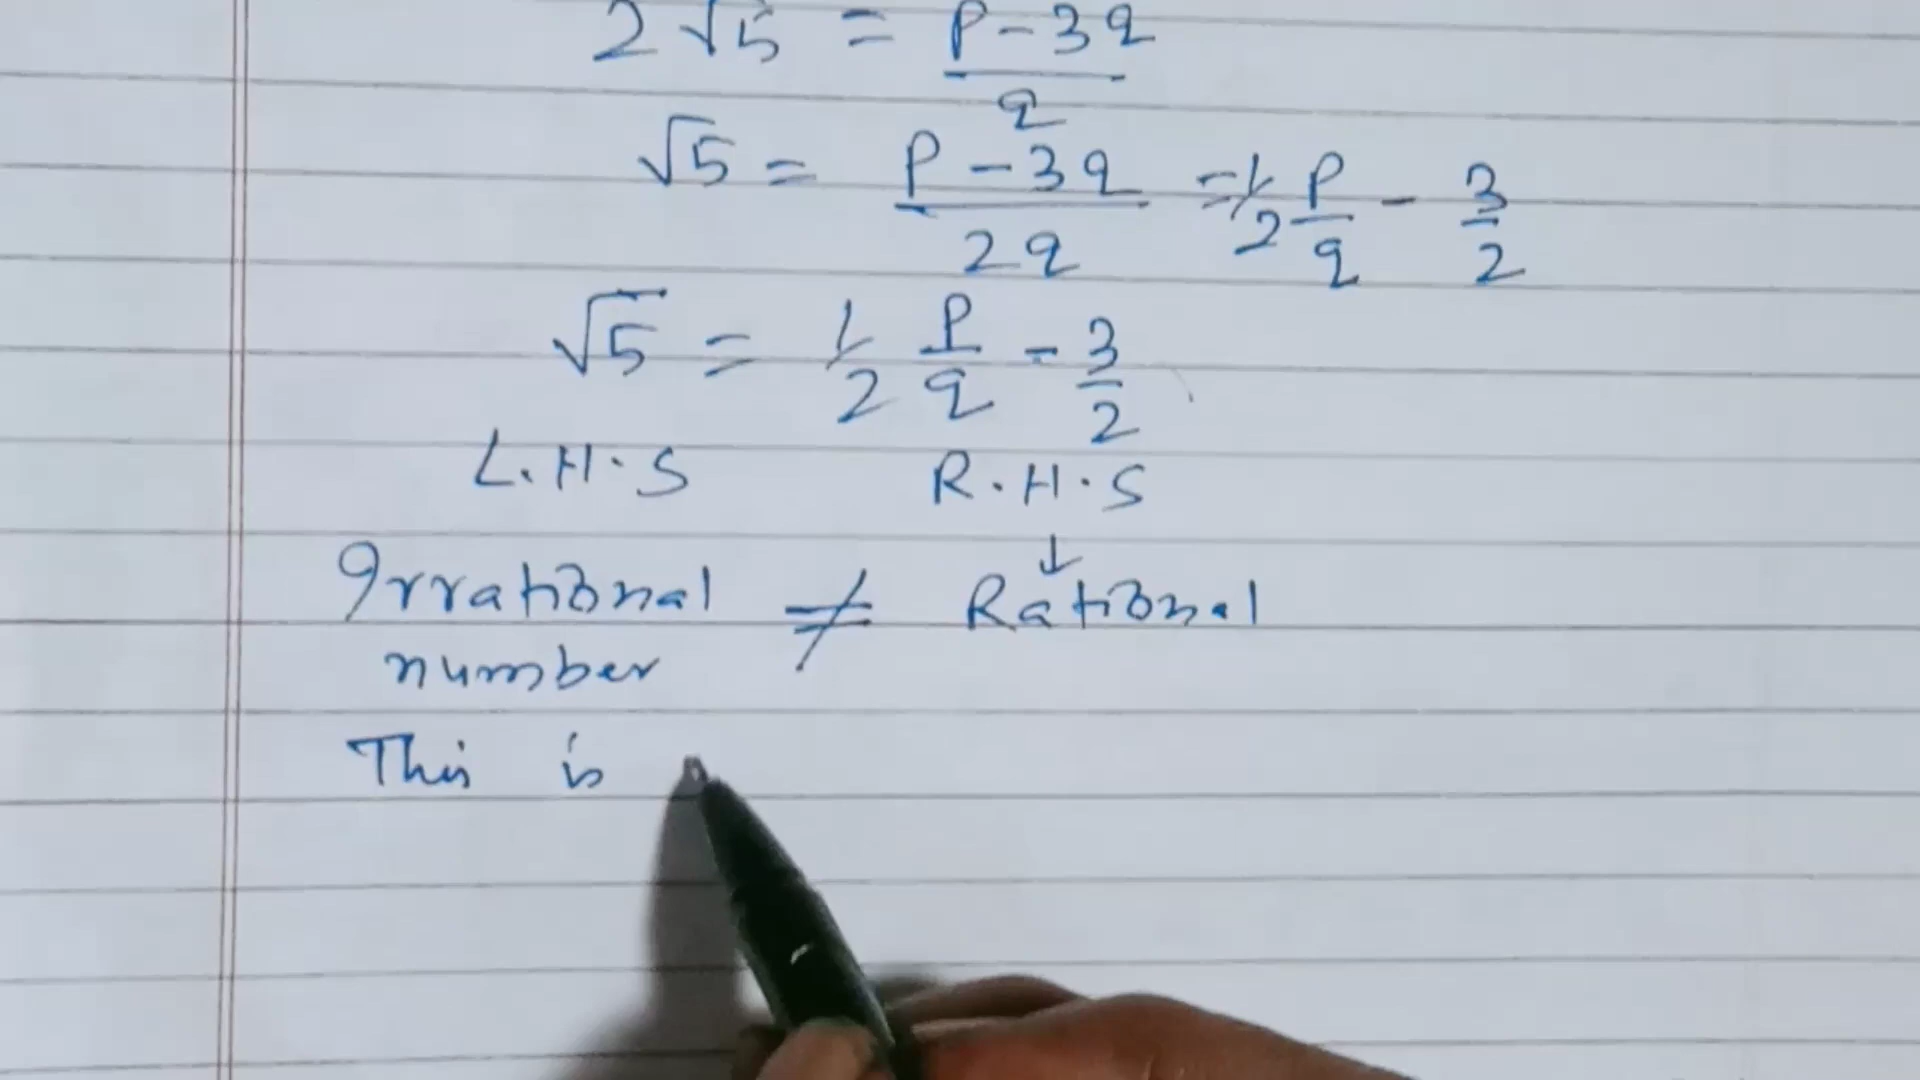 2√5 = (p-3q)/q
√5 = (p-3q)/2q = 1/2 p/q - 3/2
√5 = 1/2 p/q - 3/2
L.H.S R.H.S
↓
Irrational ≠ Rational
number
This is